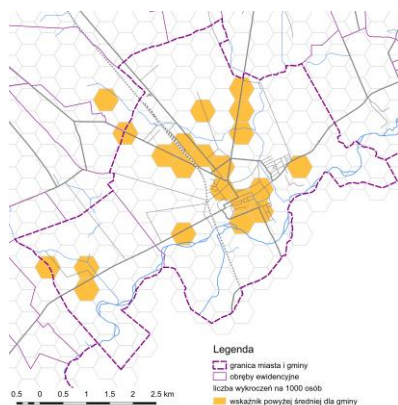 Legenda
granica miasta i gminy
obręby ewidencyjne
liczba wykroczeń na 1000 osób
wskaźnik powyżej średniej dla gminy
0.5 0 0.5 1 1.5 2 2.5 km